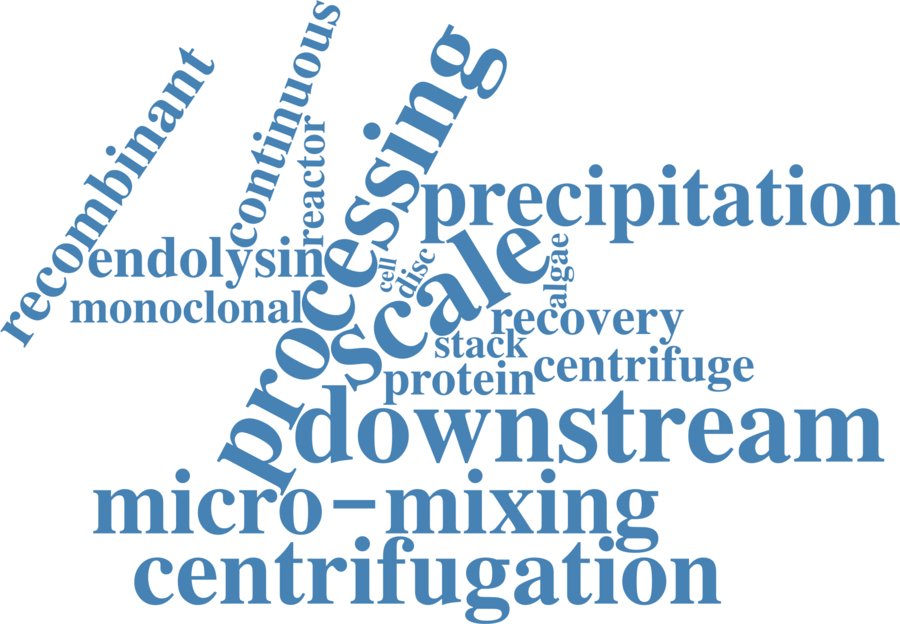 continuous
recombinant
processing
reactor
precipitation
endolysin
cell
disc
scale
algae
monoclonal
recovery
stack
centrifuge
protein
downstream
micro-mixing
centrifugation